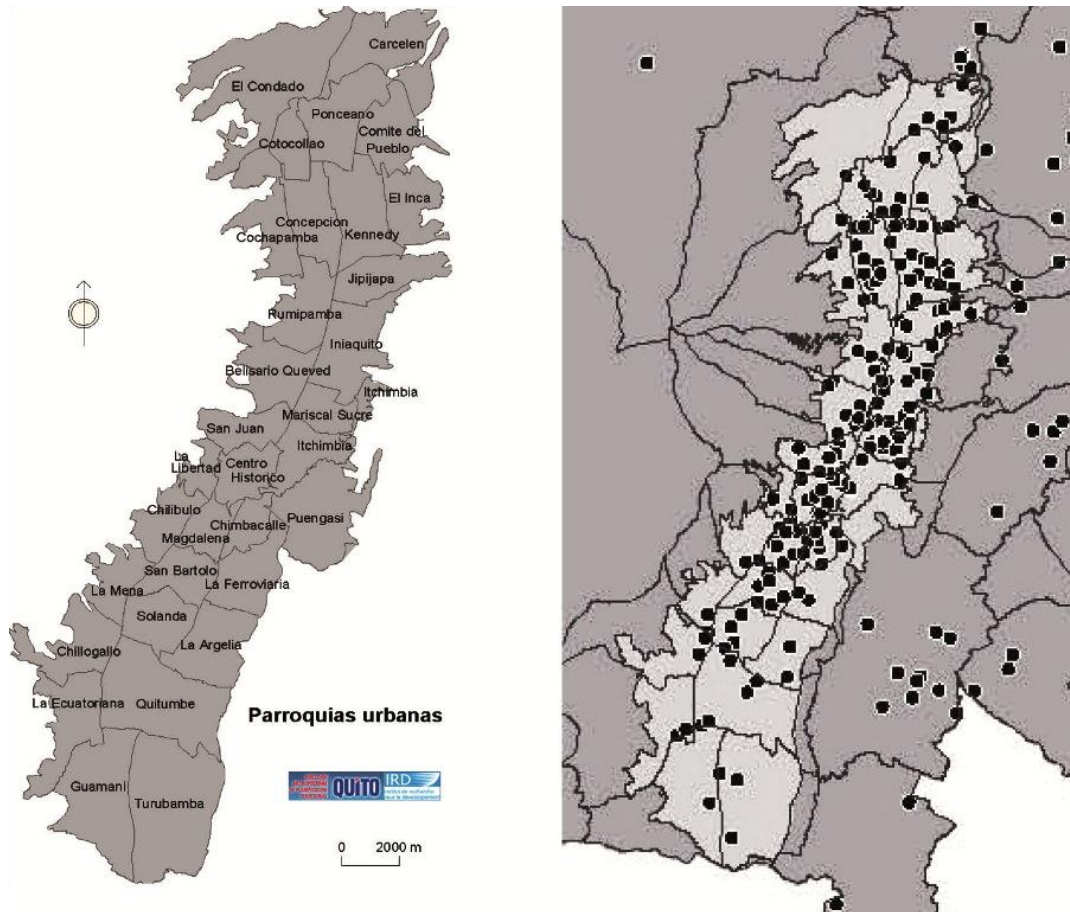 Carcelen
El Condado
Ponceano
Comite del
Pueblo
Cotocollao
El Inca
Concepcion
Cochapamba
Kennedy
Jipijapa
Rumipamba
Iniaquito
Belisario Queved
Itchimbia
Mariscal Sucre
San Juan
Itchimbia
La
Libertad
Centro
Historico
Chilibulo
Puengasi
Chimbacalle
Magdalena
San Bartolo
La Ferroviaria
La Mena
Solanda
La Argelia
Chillogallo
La Ecuatoriana
Quitumbe
Parroquias urbanas
Guamani
QUITO
IRD
Turubamba
0 2000 m